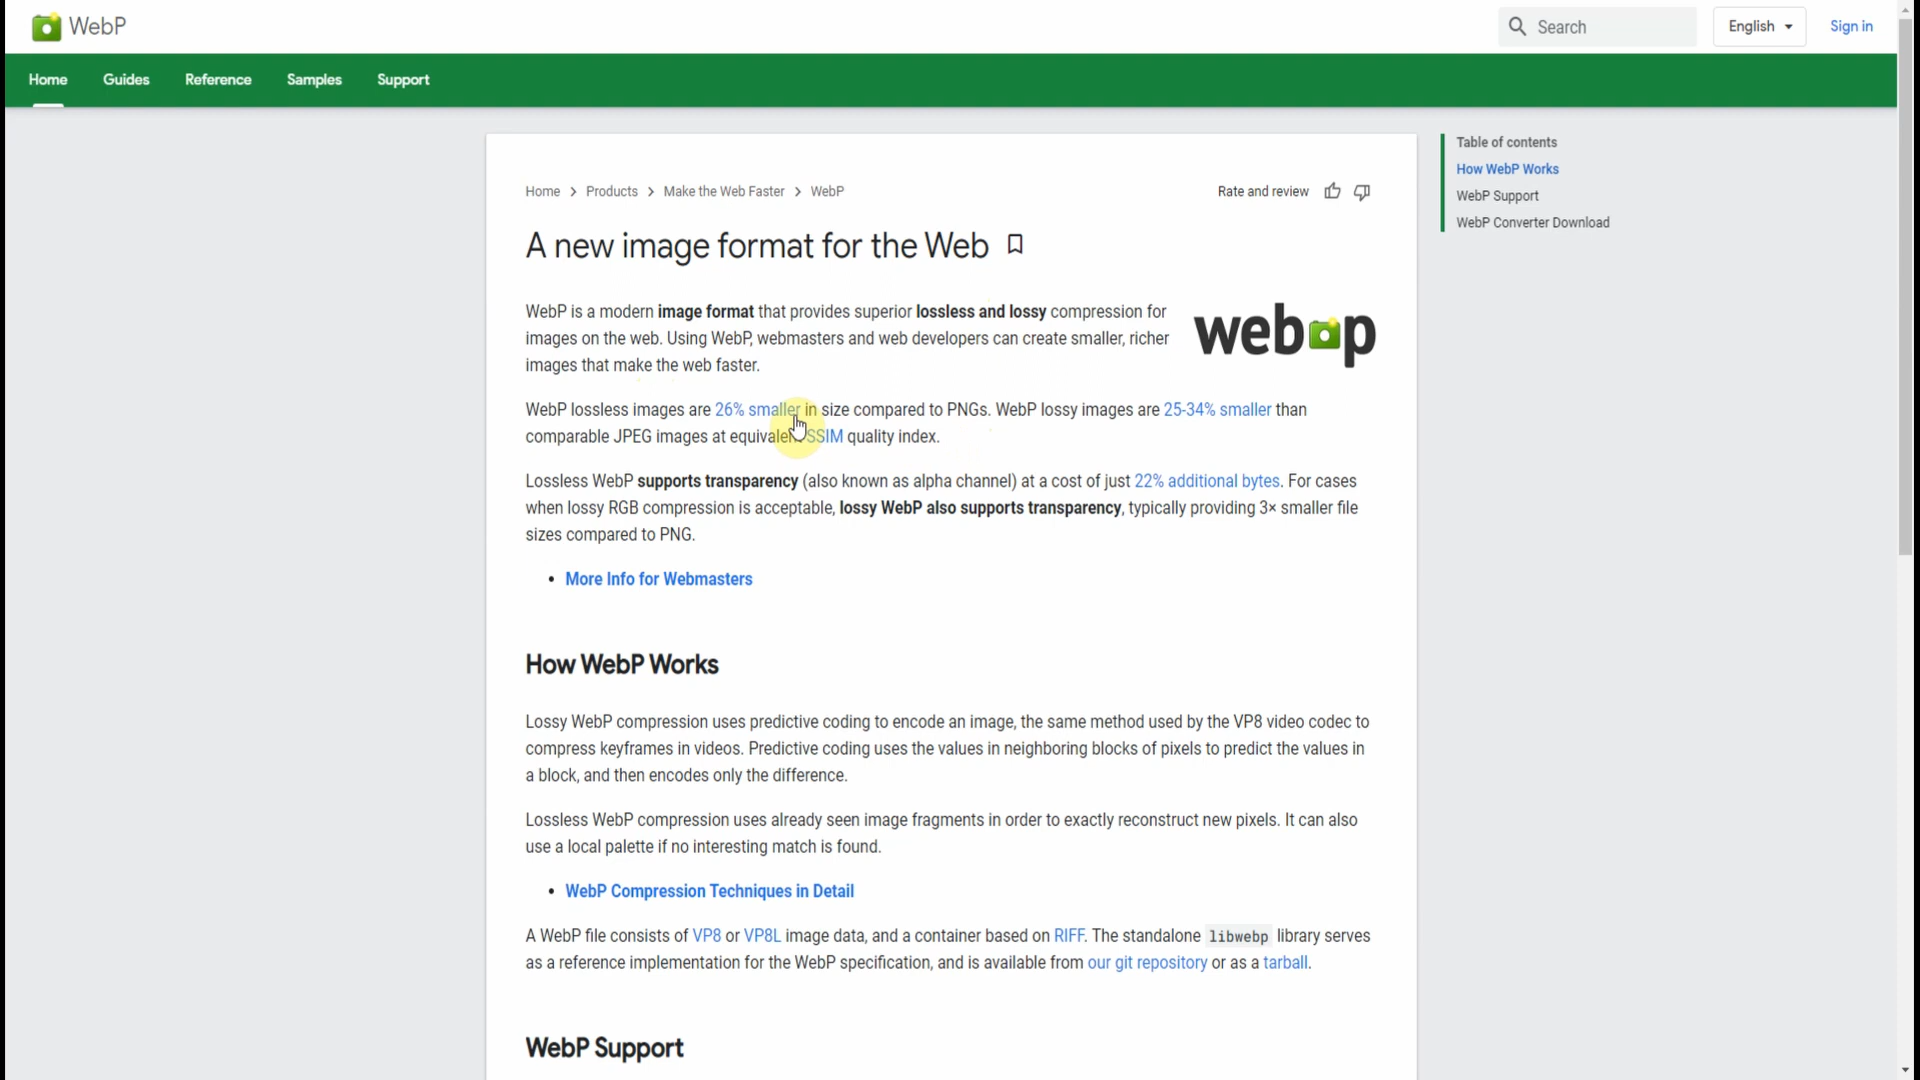 WebP
Search
English
Sign in
Home
Guides
Reference
Samples
Support
Home > Products > Make the Web Faster > WebP
Rate and review
A new image format for the Web
WebP is a modern image format that provides superior lossless and lossy compression for
images on the web. Using WebP, webmasters and web developers can create smaller, richer
images that make the web faster.
webp
WebP lossless images are 26% smaller in size compared to PNGs. WebP lossy images are 25-34% smaller than
comparable JPEG images at equivalent SSIM quality index.
Lossless WebP supports transparency (also known as alpha channel) at a cost of just 22% additional bytes. For cases
when lossy RGB compression is acceptable, lossy WebP also supports transparency, typically providing 3× smaller file
sizes compared to PNG.
• More Info for Webmasters
How WebP Works
Lossy WebP compression uses predictive coding to encode an image, the same method used by the VP8 video codec to
compress keyframes in videos. Predictive coding uses the values in neighboring blocks of pixels to predict the values in
a block, and then encodes only the difference.
Lossless WebP compression uses already seen image fragments in order to exactly reconstruct new pixels. It can also
use a local palette if no interesting match is found.
• WebP Compression Techniques in Detail
A WebP file consists of VP8 or VP8L image data, and a container based on RIFF. The standalone libwebp library serves
as a reference implementation for the WebP specification, and is available from our git repository or as a tarball.
WebP Support
Table of contents
How WebP Works
WebP Support
WebP Converter Download